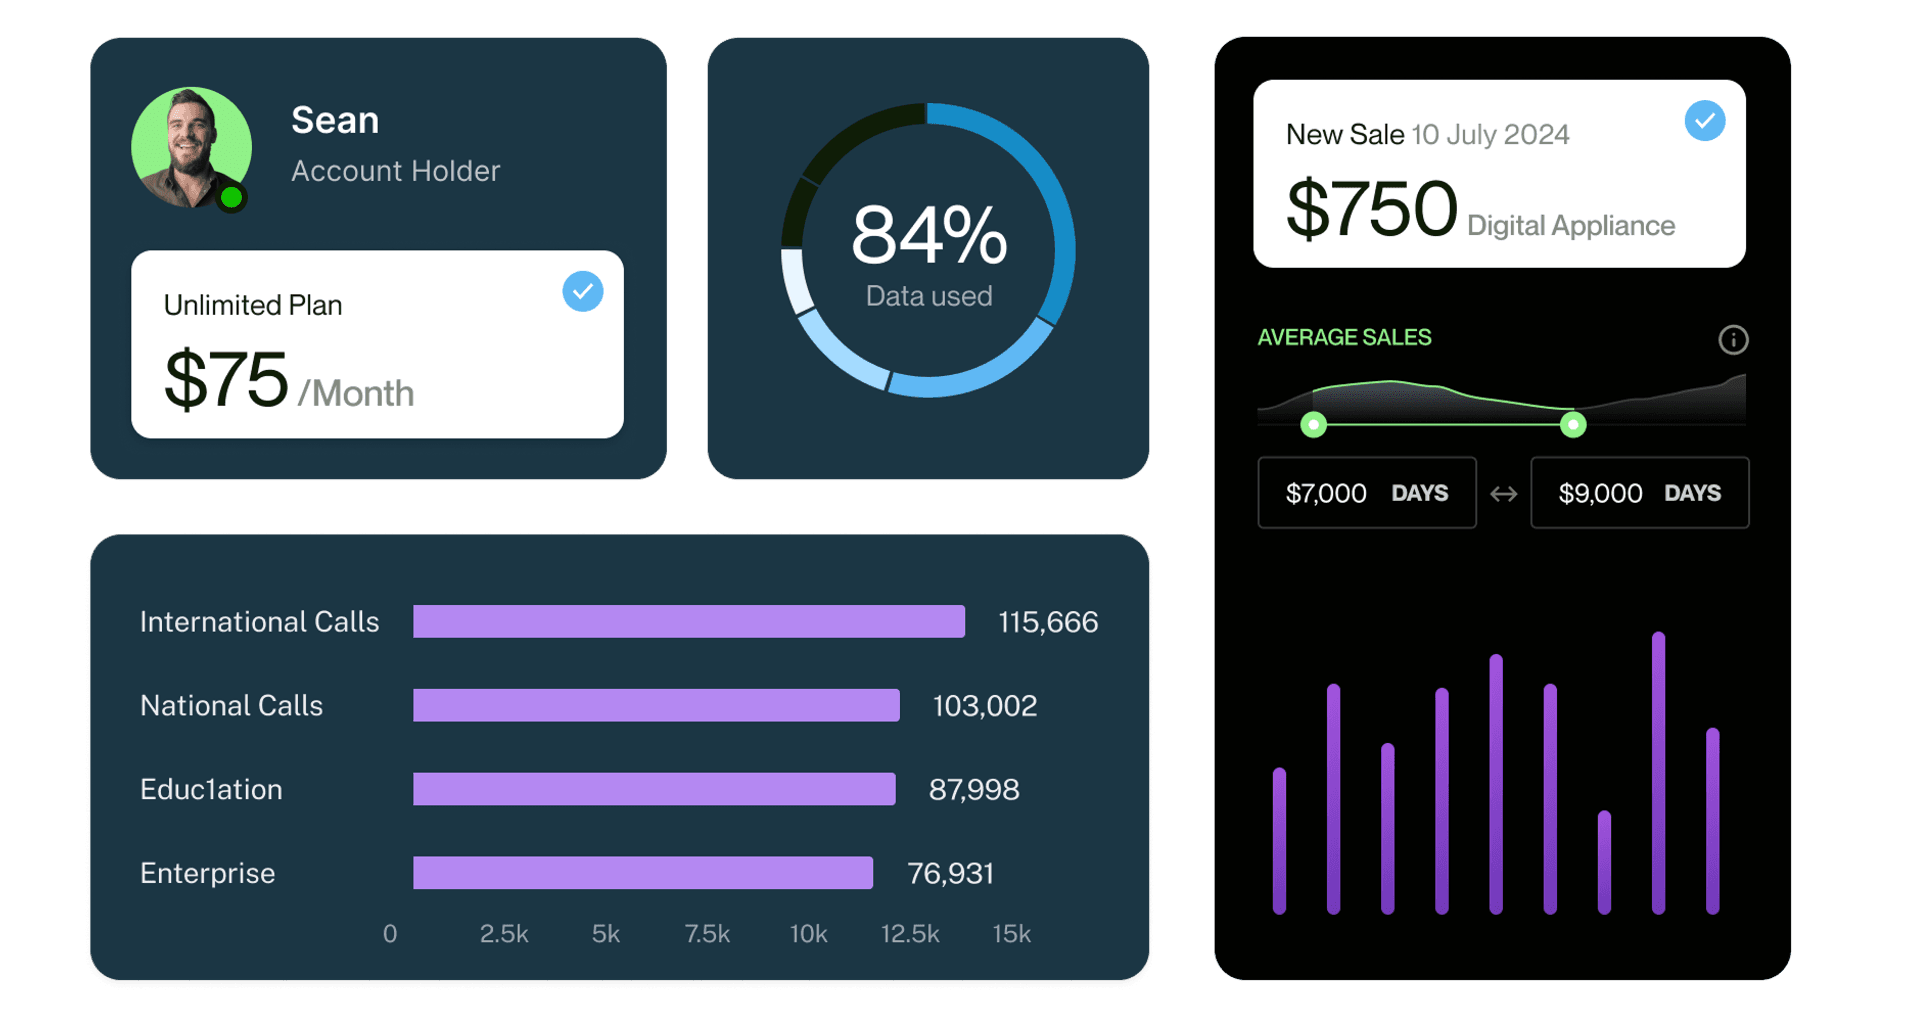 Sean
Account Holder
Unlimited Plan
$75 /Month
84%
Data used
International Calls 115,666
National Calls 103,002
Educ1ation 87,998
Enterprise 76,931
0 2.5k 5k 7.5k 10k 12.5k 15k
New Sale 10 July 2024
$750 Digital Appliance
AVERAGE SALES
$7,000 DAYS ↔ $9,000 DAYS